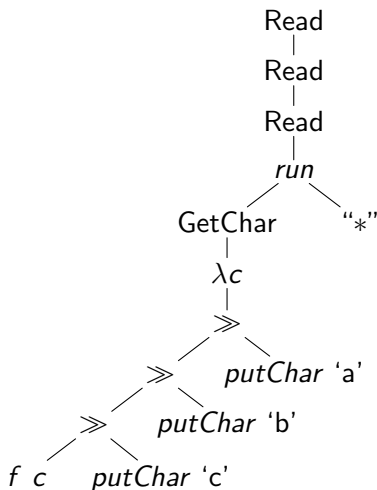 Read
Read
Read
run
GetChar “*”
λc
≫
≫ putChar ‘a’
≫ putChar ‘b’
f c putChar ‘c’